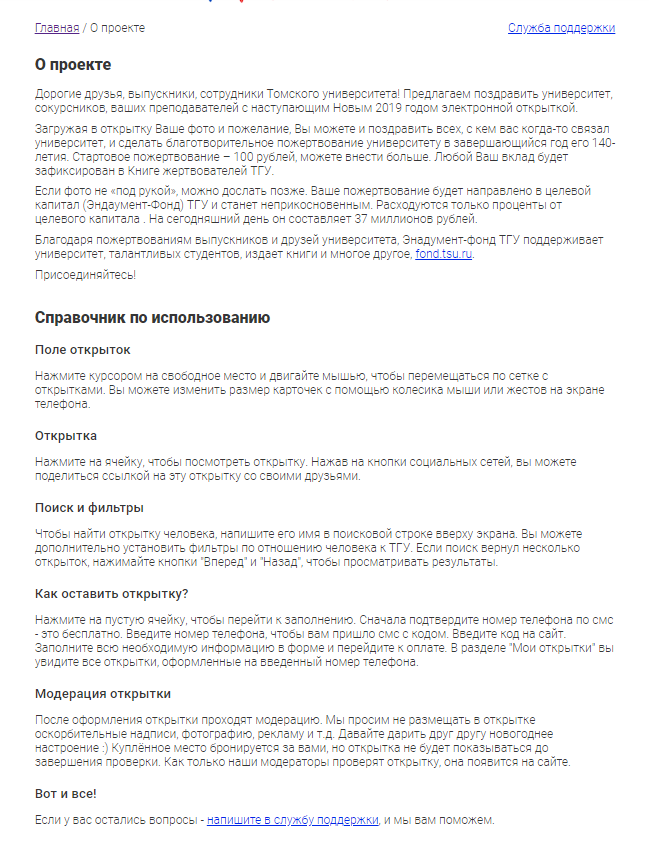 Главная / О проекте
Служба поддержки
О проекте
Дорогие друзья, выпускники, сотрудники Томского университета! Предлагаем поздравить университет,
сокурсников, ваших преподавателей с наступающим Новым 2019 годом электронной открыткой.
Загружая в открытку Ваше фото и пожелание, Вы можете и поздравить всех, с кем вас когда-то связал
университет, и сделать благотворительное пожертвование университету в завершающийся год его 140-
летия. Стартовое пожертвование – 100 рублей, можете внести больше. Любой Ваш вклад будет
зафиксирован в Книге жертвователей ТГУ.
Если фото не «под рукой», можно дослать позже. Ваше пожертвование будет направлено в целевой
капитал (Эндаумент-Фонд) ТГУ и станет неприкосновенным. Расходуются только проценты от
целевого капитала . На сегодняшний день он составляет 37 миллионов рублей.
Благодаря пожертвованиям выпускников и друзей университета, Энадумент-фонд ТГУ поддерживает
университет, талантливых студентов, издает книги и многое другое, fond.tsu.ru.
Присоединяйтесь!
Справочник по использованию
Поле открыток
Нажмите курсором на свободное место и двигайте мышью, чтобы перемещаться по сетке с
открытками. Вы можете изменить размер карточек с помощью колесика мыши или жестов на экране
телефона.
Открытка
Нажмите на ячейку, чтобы посмотреть открытку. Нажав на кнопки социальных сетей, вы можете
поделиться ссылкой на эту открытку со своими друзьями.
Поиск и фильтры
Чтобы найти открытку человека, напишите его имя в поисковой строке вверху экрана. Вы можете
дополнительно установить фильтры по отношению человека к ТГУ. Если поиск вернул несколько
открыток, нажимайте кнопки "Вперед" и "Назад", чтобы просматривать результаты.
Как оставить открытку?
Нажмите на пустую ячейку, чтобы перейти к заполнению. Сначала подтвердите номер телефона по смс
- это бесплатно. Введите номер телефона, чтобы вам пришло смс с кодом. Введите код на сайт.
Заполните всю необходимую информацию в форме и перейдите к оплате. В разделе "Мои открытки" вы
увидите все открытки, оформленные на введенный номер телефона.
Модерация открытки
После оформления открытки проходят модерацию. Мы просим не размещать в открытке
оскорбительные надписи, фотографию, рекламу и т.д. Давайте дарить друг другу новогоднее
настроение :) Куплённое место бронируется за вами, но открытка не будет показываться до
завершения проверки. Как только наши модераторы проверят открытку, она появится на сайте.
Вот и все!
Если у вас остались вопросы - напишите в службу поддержки, и мы вам поможем.